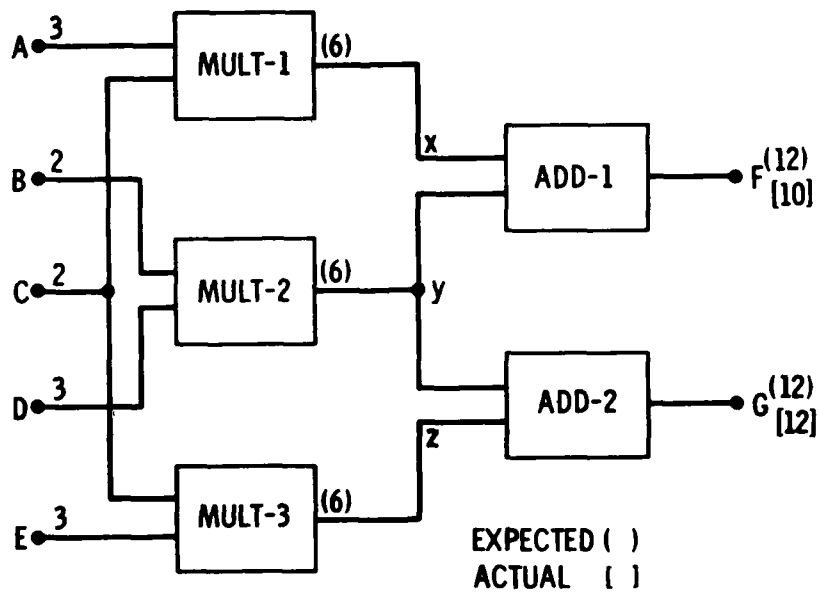 A 3
MULT-1
(6)
x
B 2
ADD-1
F (12)
[10]
C 2
MULT-2
(6)
y
D 3
ADD-2
G (12)
[12]
z
E 3
MULT-3
(6)
EXPECTED ( )
ACTUAL [ ]